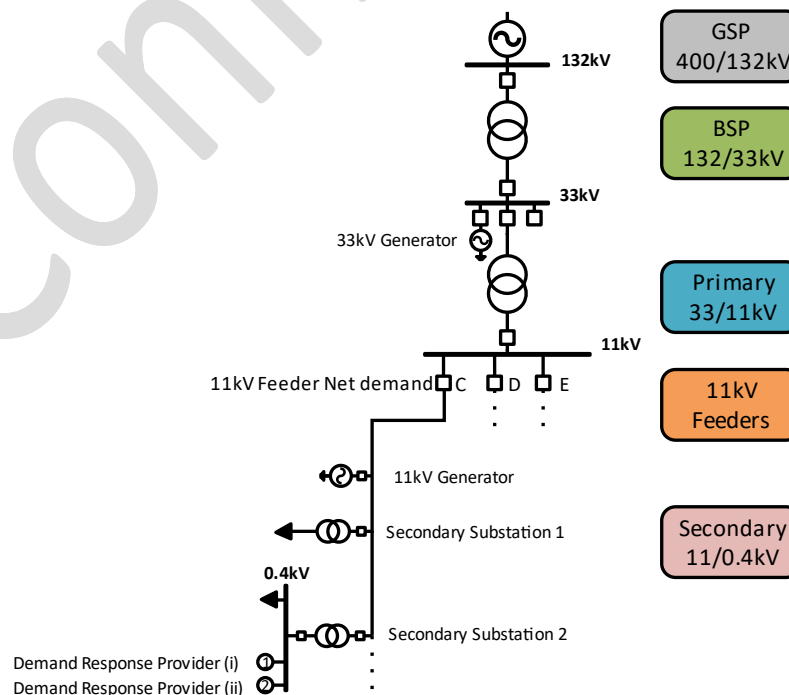 GSP
400/132kV
132kV
BSP
132/33kV
33kV
33kV Generator
Primary
33/11kV
11kV
11kV Feeder Net demand
C
D
E
11kV
Feeders
11kV Generator
Secondary Substation 1
Secondary
11/0.4kV
0.4kV
Secondary Substation 2
Demand Response Provider (i)
1
Demand Response Provider (ii)
2